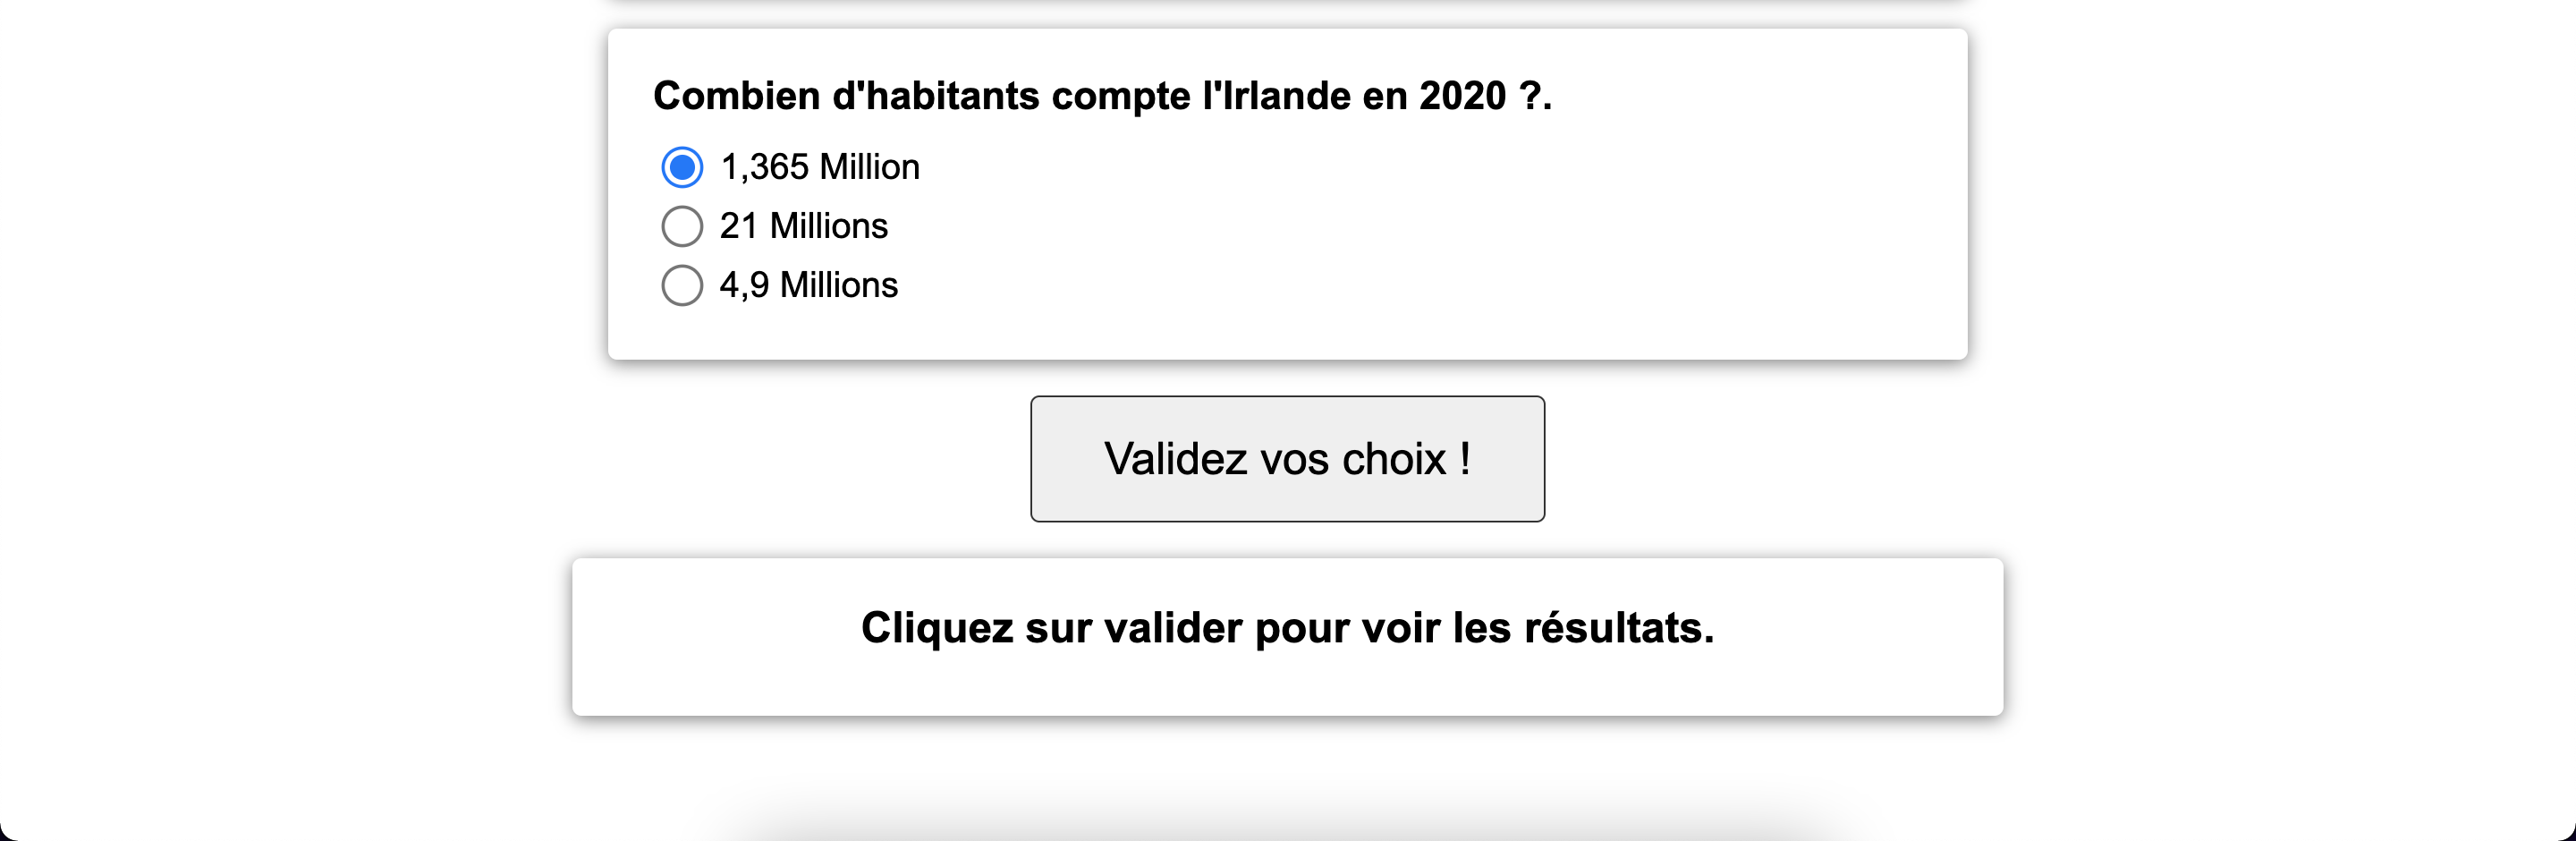 Combien d'habitants compte l'Irlande en 2020 ?.
1,365 Million
21 Millions
4,9 Millions
Validez vos choix !
Cliquez sur valider pour voir les résultats.